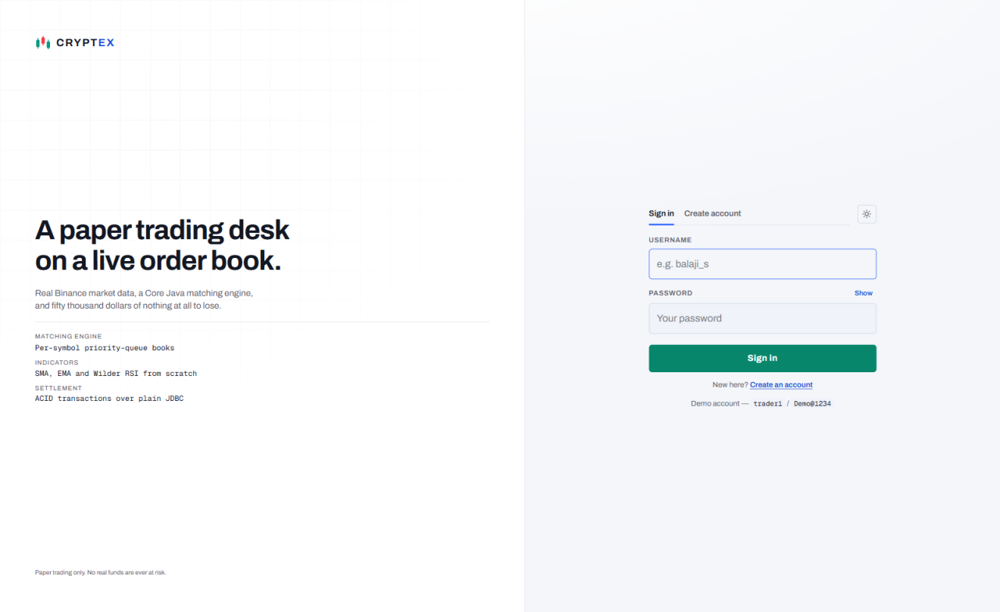 CRYPTEX
A paper trading desk
on a live order book.
Real Binance market data, a Core Java matching engine,
and fifty thousand dollars of nothing at all to lose.
MATCHING ENGINE
Per-symbol priority-queue books
INDICATORS
SMA, EMA and Wilder RSI from scratch
SETTLEMENT
ACID transactions over plain JDBC
Paper trading only. No real funds are ever at risk.
Sign in Create account
USERNAME
e.g. balaji_s
PASSWORD Show
Your password
Sign in
New here? Create an account
Demo account — trader1 / Demo@1234